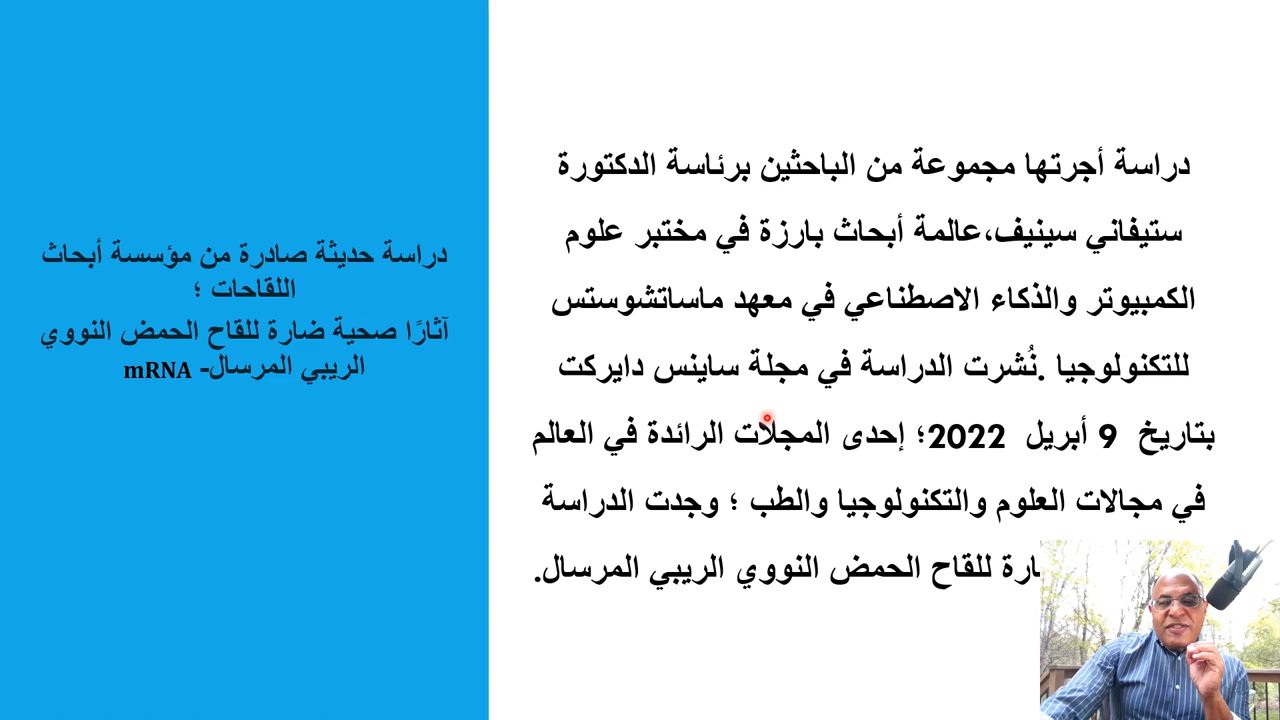 دراسة أجرتها مجموعة من الباحثين برئاسة الدكتورة
ستيفاني سينيف،عالمة أبحاث بارزة في مختبر علوم
الكمبيوتر والذكاء الاصطناعي في معهد ماساتشوستس
للتكنولوجيا .نُشرت الدراسة في مجلة ساينس دايركت
بتاريخ 9 أبريل 2022؛ إحدى المجلات الرائدة في العالم
في مجالات العلوم والتكنولوجيا والطب ؛ وجدت الدراسة
للقاح الحمض النووي الريبي المرسال.
دراسة حديثة صادرة من مؤسسة أبحاث
اللقاحات ؛
آثارًا صحية ضارة للقاح الحمض النووي
الريبي المرسال- mRNA